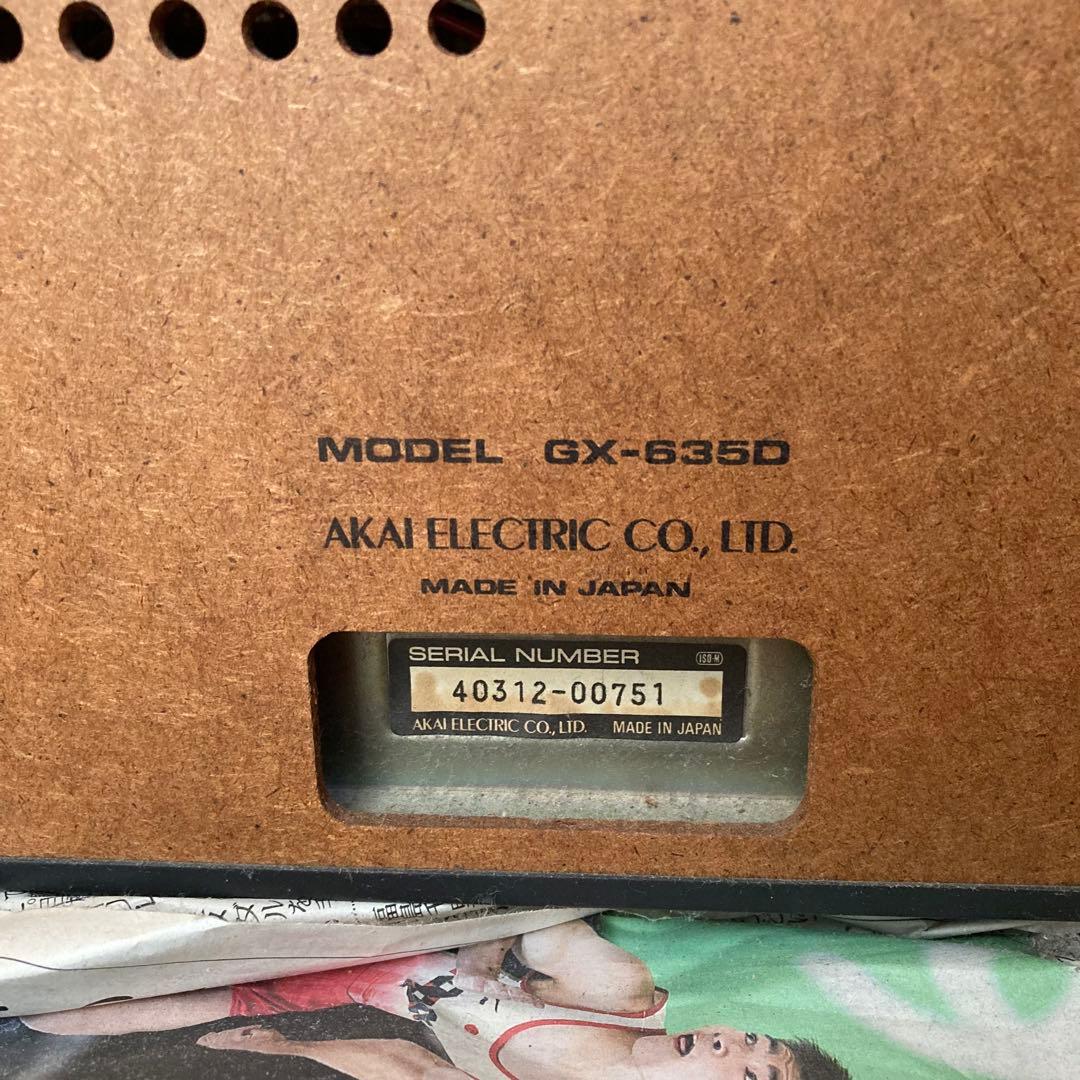 MODEL GX-635D
AKAI ELECTRIC CO., LTD.
MADE IN JAPAN
SERIAL NUMBER ISO-M
40312-00751
AKAI ELECTRIC CO., LTD. MADE IN JAPAN